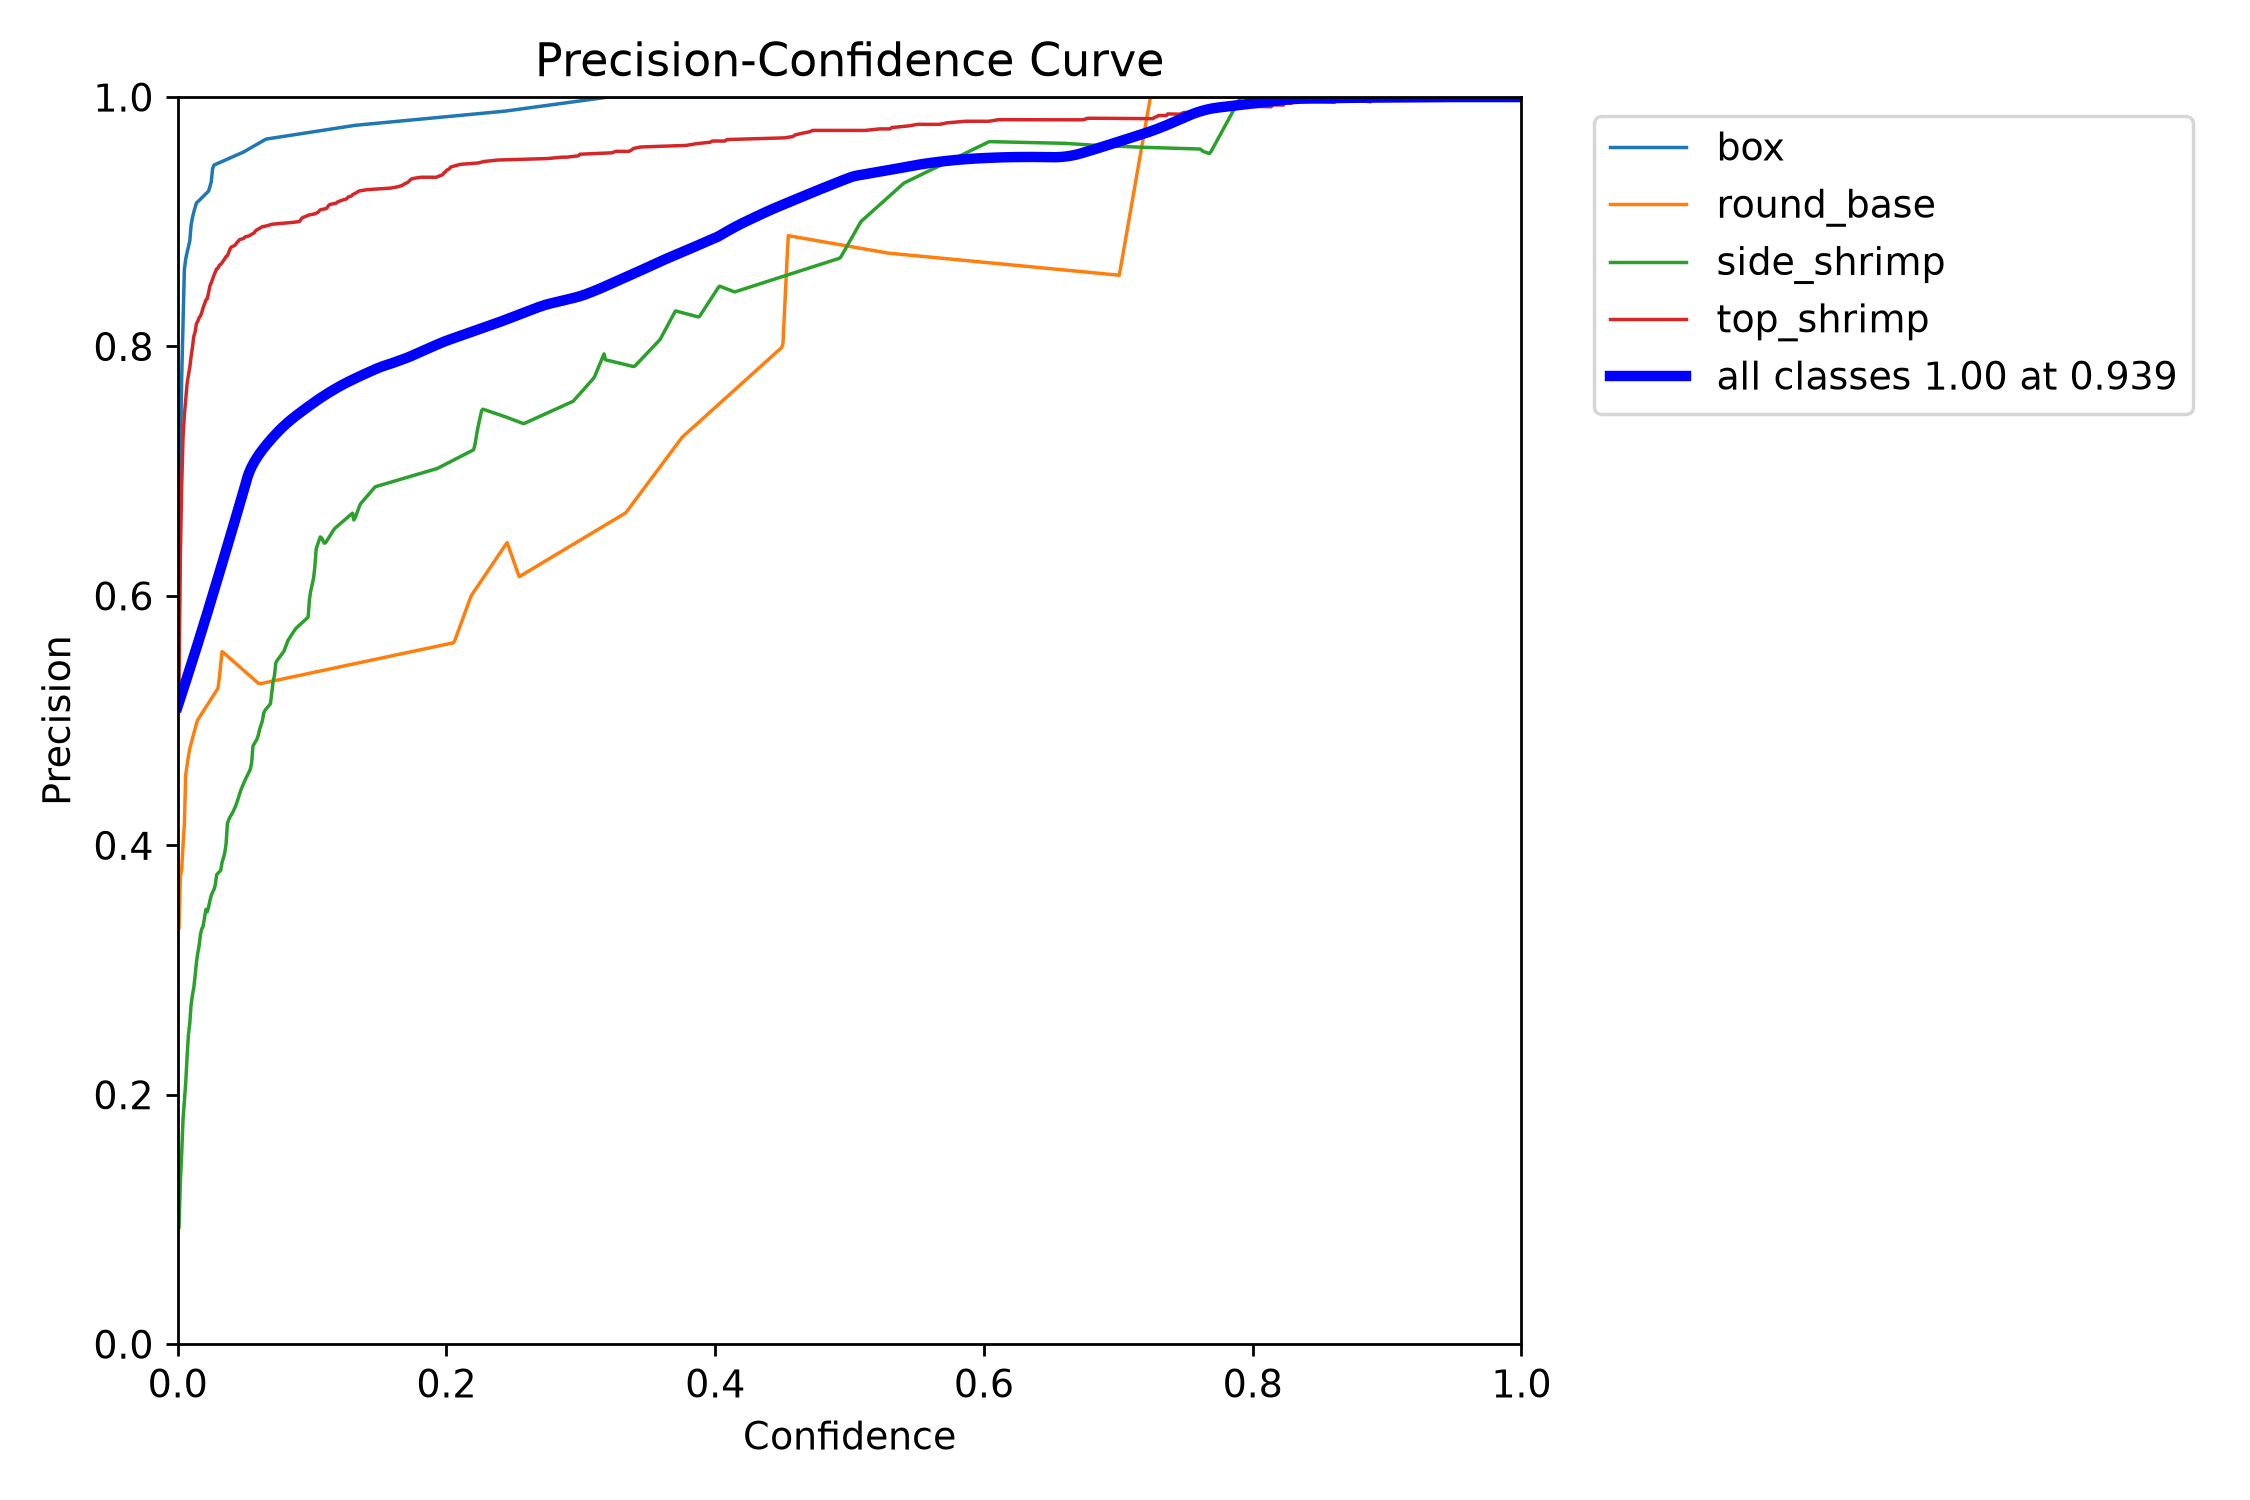 Precision-Confidence Curve
1.0
0.8
0.6
0.4
0.2
0.0
Precision
0.0 0.2 0.4 0.6 0.8 1.0
Confidence
box
round_base
side_shrimp
top_shrimp
all classes 1.00 at 0.939